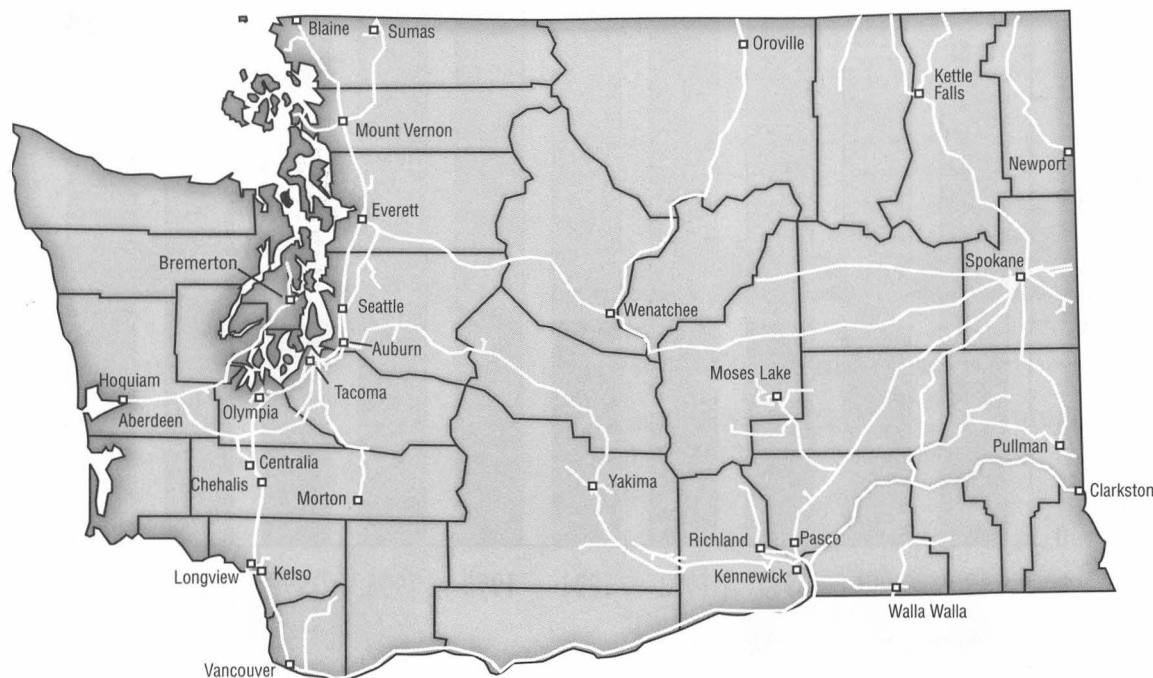 Blaine
Sumas
Oroville
Kettle
Falls
Mount Vernon
Newport
Everett
Bremerton
Spokane
Seattle
Wenatchee
Auburn
Hoquiam
Moses Lake
Tacoma
Aberdeen
Olympia
Pullman
Centralia
Chehalis
Morton
Yakima
Clarkston
Richland
Pasco
Longview
Kelso
Kennewick
Walla Walla
Vancouver